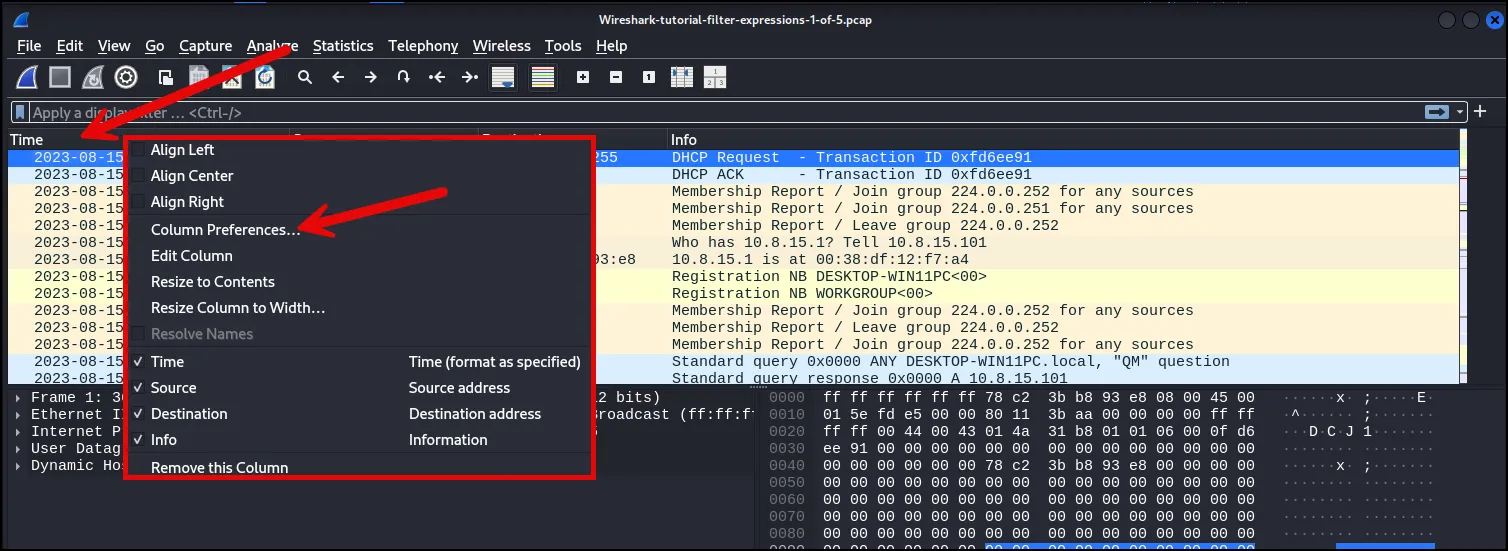 Wireshark-tutorial-filter-expressions-1-of-5.pcap
File Edit View Go Capture Analyze Statistics Telephony Wireless Tools Help
Apply a display filter … <Ctrl-/>
Time Info
2023-08-15 255 DHCP Request - Transaction ID 0xfd6ee91
2023-08-15 DHCP ACK - Transaction ID 0xfd6ee91
2023-08-15 Membership Report / Join group 224.0.0.252 for any sources
2023-08-15 Membership Report / Join group 224.0.0.251 for any sources
2023-08-15 Membership Report / Leave group 224.0.0.252
2023-08-15 Who has 10.8.15.1? Tell 10.8.15.101
2023-08-15 93:e8 10.8.15.1 is at 00:38:df:12:f7:a4
2023-08-15 Registration NB DESKTOP-WIN11PC<00>
2023-08-15 Registration NB WORKGROUP<00>
2023-08-15 Membership Report / Join group 224.0.0.252 for any sources
2023-08-15 Membership Report / Leave group 224.0.0.252
2023-08-15 Membership Report / Join group 224.0.0.252 for any sources
2023-08-15 Standard query 0x0000 ANY DESKTOP-WIN11PC.local, "QM" question
2023-08-15 Standard query response 0x0000 A 10.8.15.101
Align Left
Align Center
Align Right
Column Preferences…
Edit Column
Resize to Contents
Resize Column to Width…
Resolve Names
Time Time (format as specified)
Source Source address
Destination Destination address
Info Information
Remove this Column
Frame 1: 3 2 bits)
Ethernet I Broadcast (ff:ff:f
Internet P
User Datag
Dynamic Ho
0000 ff ff ff ff ff ff 78 c2 3b b8 93 e8 08 00 45 00 ······x· ;·····E·
0010 01 5e fd e5 00 00 80 11 3b aa 00 00 00 00 ff ff ·^······ ;·······
0020 ff ff 00 44 00 43 01 4a 31 b8 01 01 06 00 0f d6 ···D·C·J 1·······
ee 91 00 00 00 00 00 00 00 00 00 00 00 00 00 00 ········ ········
0040 00 00 00 00 00 00 78 c2 3b b8 93 e8 00 00 00 00 ······x· ;·······
0050 00 00 00 00 00 00 00 00 00 00 00 00 00 00 00 00 ········ ········
0060 00 00 00 00 00 00 00 00 00 00 00 00 00 00 00 00 ········ ········
0070 00 00 00 00 00 00 00 00 00 00 00 00 00 00 00 00 ········ ········
0080 00 00 00 00 00 00 00 00 00 00 00 00 00 00 00 00 ········ ········